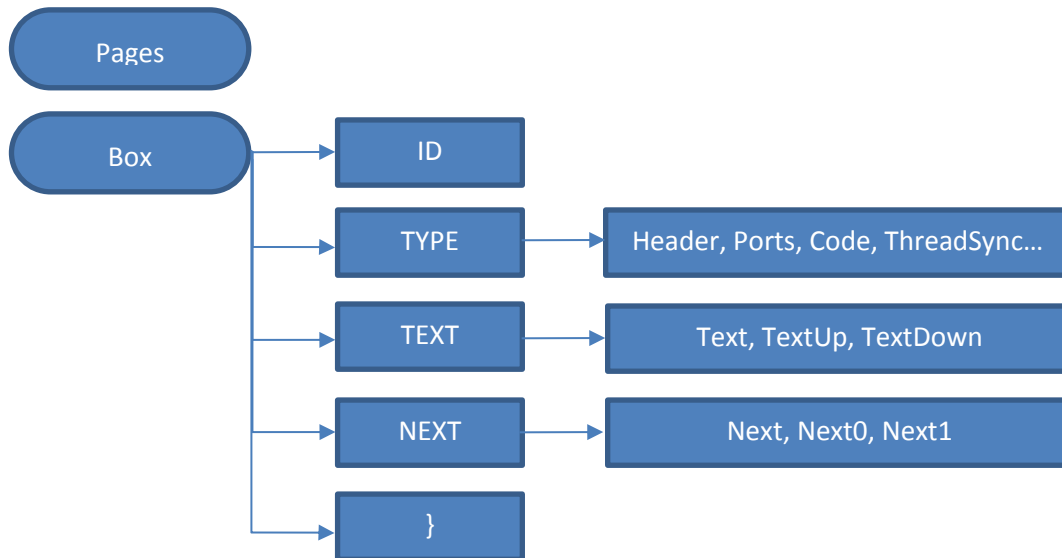 Pages
Box
ID
TYPE
Header, Ports, Code, ThreadSync…
TEXT
Text, TextUp, TextDown
NEXT
Next, Next0, Next1
}